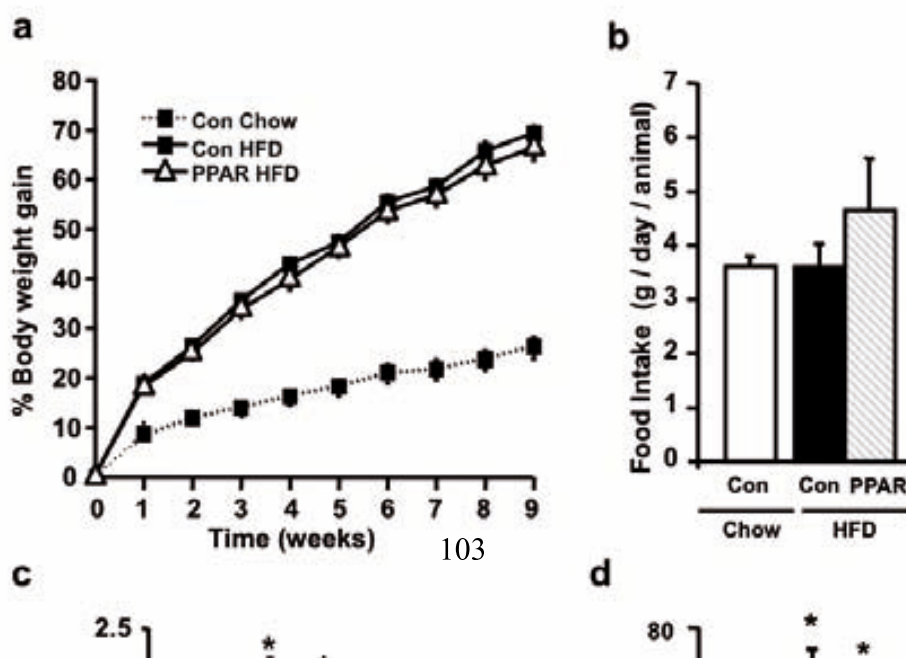 a
80
70
60
50
40
30
20
10
0
% Body weight gain
Con Chow
Con HFD
PPAR HFD
0 1 2 3 4 5 6 7 8 9
Time (weeks)
103
b
7
6
5
4
3
2
1
0
Food Intake (g / day / animal)
Con Con PPAR
Chow HFD
c
2.5
*
d
80
*
*